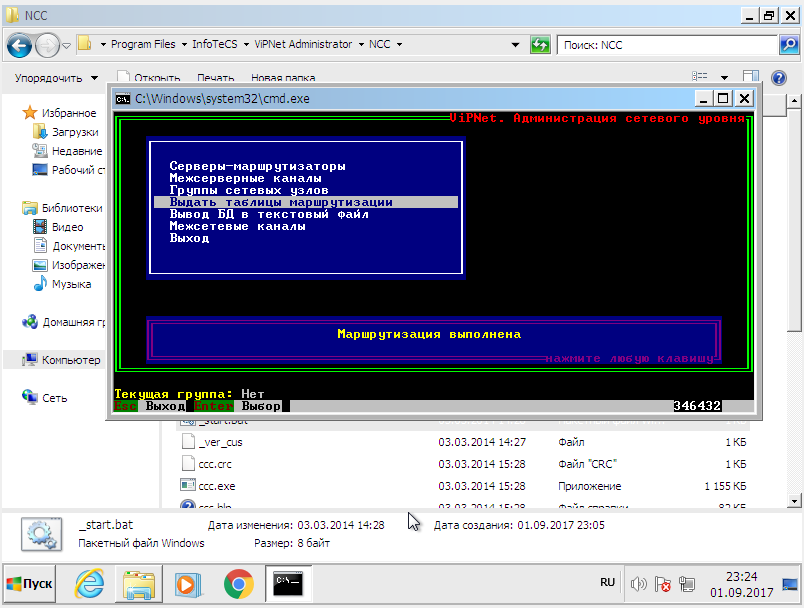 NCC
Program Files InfoTeCS ViPNet Administrator NCC
Поиск: NCC
Упорядочить Открыть Печать Новая папка
Избранное
Загрузки
Недавние
Рабочий ст
Библиотеки
Видео
Документь
Изображен
Музыка
Домашняя гр
Компьютер
Сеть
C:\Windows\system32\cmd.exe
ViPNet. Администрация сетевого уровня
Серверы-маршрутизаторы
Межсерверные каналы
Группы сетевых узлов
Выдать таблицы маршрутизации
Вывод БД в текстовый файл
Межсетевые каналы
Выход
Маршрутизация выполнена
нажмите любую клавишу
Текущая группа: Нет
Esc Выход Enter Выбор 346432
_start.bat
_ver_cus 03.03.2014 14:27 Файл 1 КБ
ccc.crc 03.03.2014 15:28 Файл "CRC" 1 КБ
ccc.exe 03.03.2014 15:28 Приложение 1 155 КБ
ccc.hlp 03.03.2014 15:28 Файл справки 82 КБ
_start.bat Дата изменения: 03.03.2014 14:28 Дата создания: 01.09.2017 23:05
Пакетный файл Windows Размер: 8 байт
Пуск
C:\
RU
23:24
01.09.2017